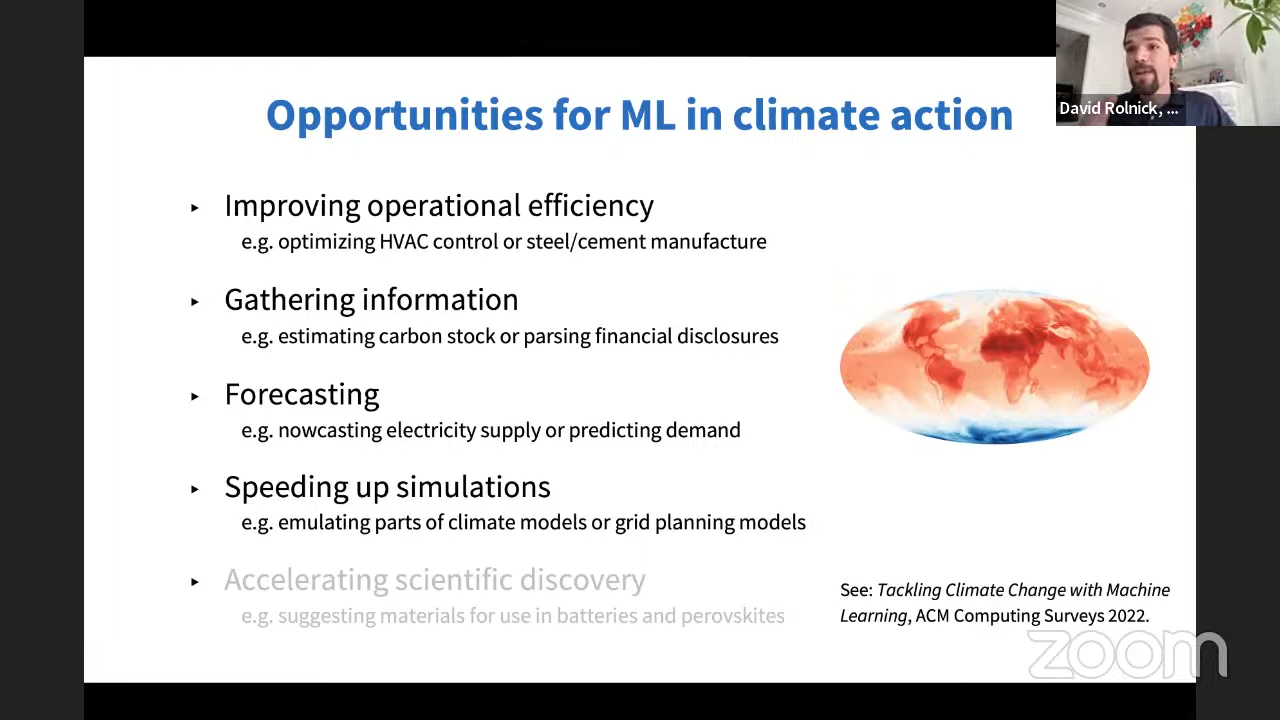 Opportunities for ML in climate action
David Rolnick, ...
▸ Improving operational efficiency
e.g. optimizing HVAC control or steel/cement manufacture
▸ Gathering information
e.g. estimating carbon stock or parsing financial disclosures
▸ Forecasting
e.g. nowcasting electricity supply or predicting demand
▸ Speeding up simulations
e.g. emulating parts of climate models or grid planning models
▸ Accelerating scientific discovery
e.g. suggesting materials for use in batteries and perovskites
See: Tackling Climate Change with Machine
Learning, ACM Computing Surveys 2022.
zoom